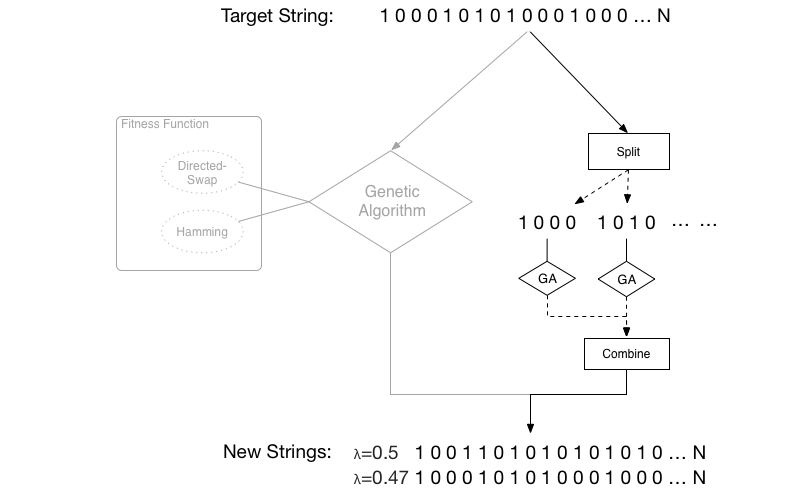 Target String: 1 0 0 0 1 0 1 0 1 0 0 0 1 0 0 0 ... N
Fitness Function
Directed-
Swap
Hamming
Genetic
Algorithm
Split
1 0 0 0 1 0 1 0 ... ...
GA GA
Combine
New Strings: λ=0.5 1 0 0 1 1 0 1 0 1 0 1 0 1 0 1 0 ... N
λ=0.47 1 0 0 0 1 0 1 0 1 0 0 0 1 0 0 0 ... N